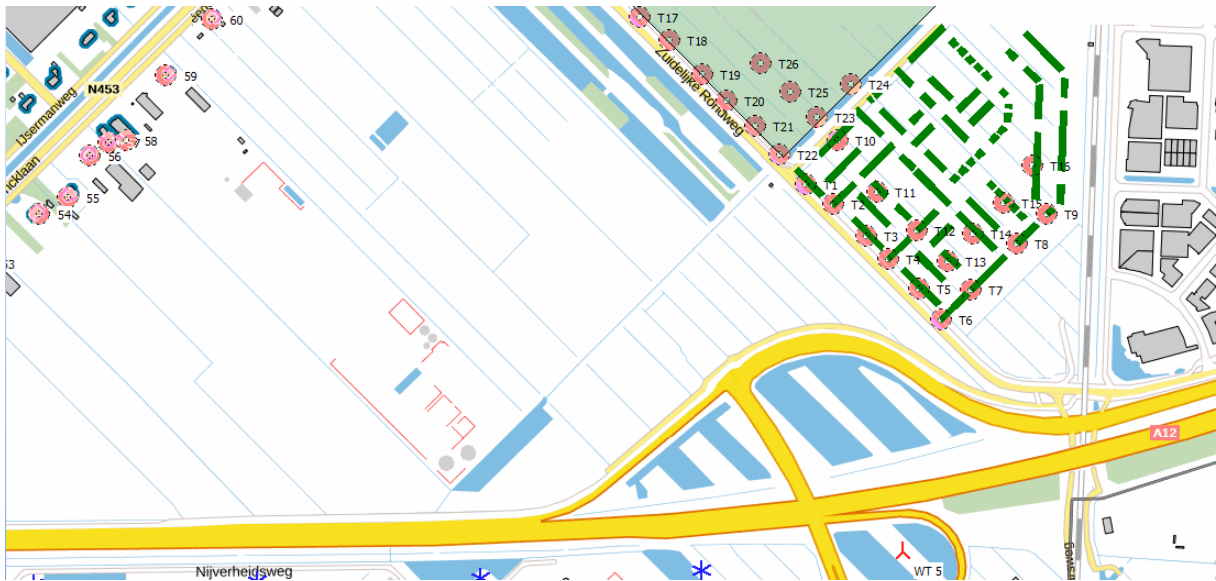 60
T17
T18
59
T26
T19
N453
T24
T25
T20
Zuidelijke Rondweg
IJsermanweg
T23
T21
58
T10
56
T22
T16
T1
T11
55
T2
T15
54
T9
T12
T14
T3
T8
T4
T13
53
T5
T7
T6
A12
WT 5
Nijverheidsweg